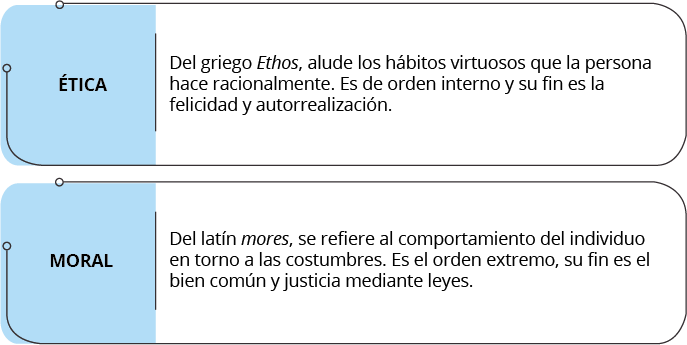 ÉTICA
Del griego Ethos, alude los hábitos virtuosos que la persona
hace racionalmente. Es de orden interno y su fin es la
felicidad y autorrealización.
MORAL
Del latín mores, se refiere al comportamiento del individuo
en torno a las costumbres. Es el orden extremo, su fin es el
bien común y justicia mediante leyes.